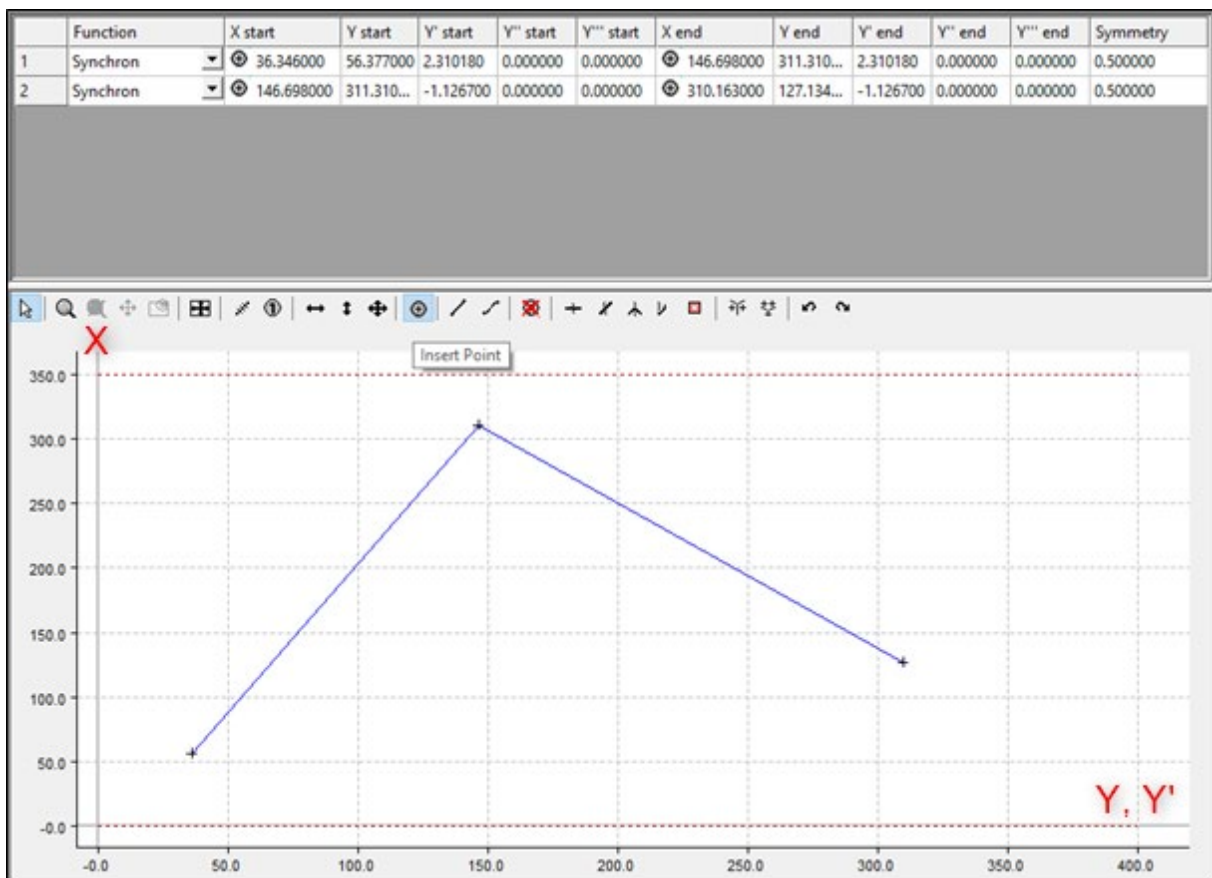 Function X start Y start Y' start Y'' start Y''' start X end Y end Y' end Y'' end Y''' end Symmetry
1 Synchron 36.346000 56.377000 2.310180 0.000000 0.000000 146.698000 311.310... 2.310180 0.000000 0.000000 0.500000
2 Synchron 146.698000 311.310... -1.126700 0.000000 0.000000 310.163000 127.134... -1.126700 0.000000 0.000000 0.500000
1
X
Insert Point
350.0
300.0
250.0
200.0
150.0
100.0
50.0
Y, Y'
-0.0
-0.0 50.0 100.0 150.0 200.0 250.0 300.0 350.0 400.0